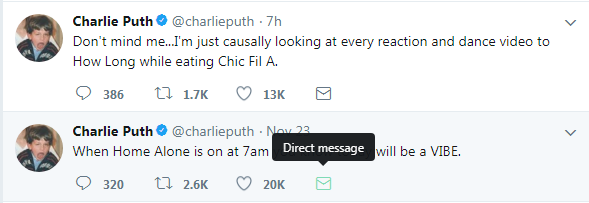 Charlie Puth @charlieputh · 7h
Don't mind me...I'm just causally looking at every reaction and dance video to
How Long while eating Chic Fil A.
386 1.7K 13K
Charlie Puth @charlieputh · Nov 23
Direct message
When Home Alone is on at 7am will be a VIBE.
320 2.6K 20K